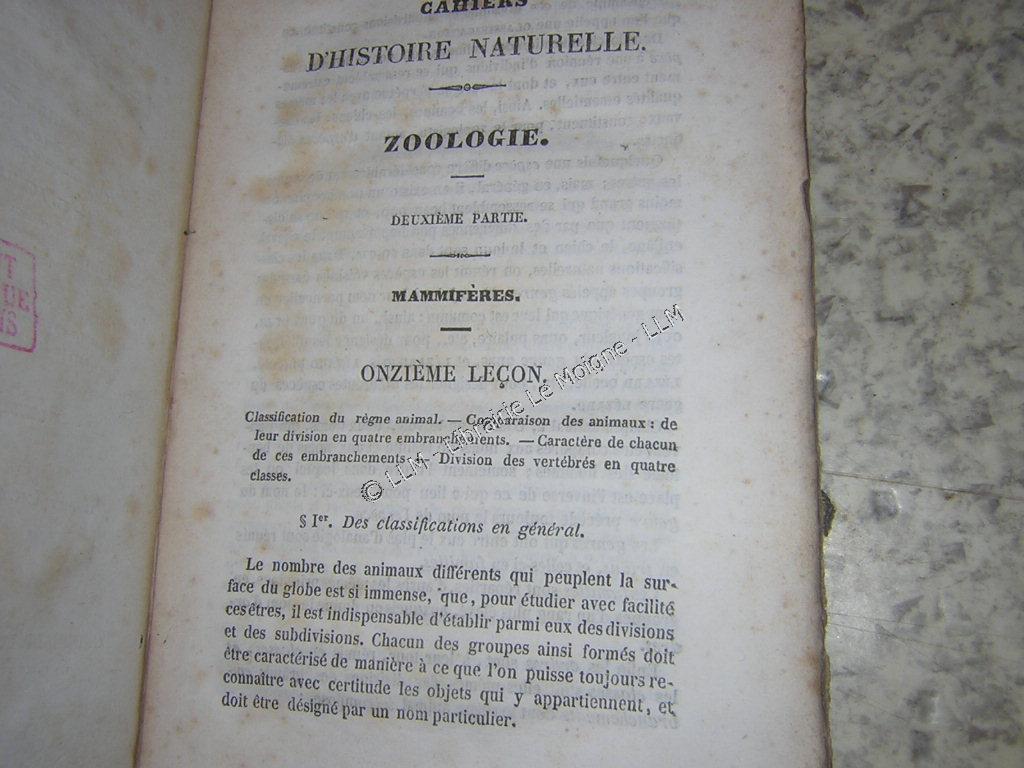 CAHIERS
D'HISTOIRE NATURELLE.
ZOOLOGIE.
DEUXIÈME PARTIE.
MAMMIFÈRES.
ONZIÈME LEÇON.
Classification du règne animal. — Comparaison des animaux : de
leur division en quatre embranchements. — Caractère de chacun
de ces embranchements. — Division des vertébrés en quatre
classes.
§ Ier. Des classifications en général.
Le nombre des animaux différents qui peuplent la sur-
face du globe est si immense, que, pour étudier avec facilité
ces êtres, il est indispensable d'établir parmi eux des divisions
et des subdivisions. Chacun des groupes ainsi formés doit
être caractérisé de manière à ce que l'on puisse toujours re-
connaître avec certitude les objets qui y appartiennent, et
doit être désigné par un nom particulier.
© LLM - Librairie Le Moigne - LLM